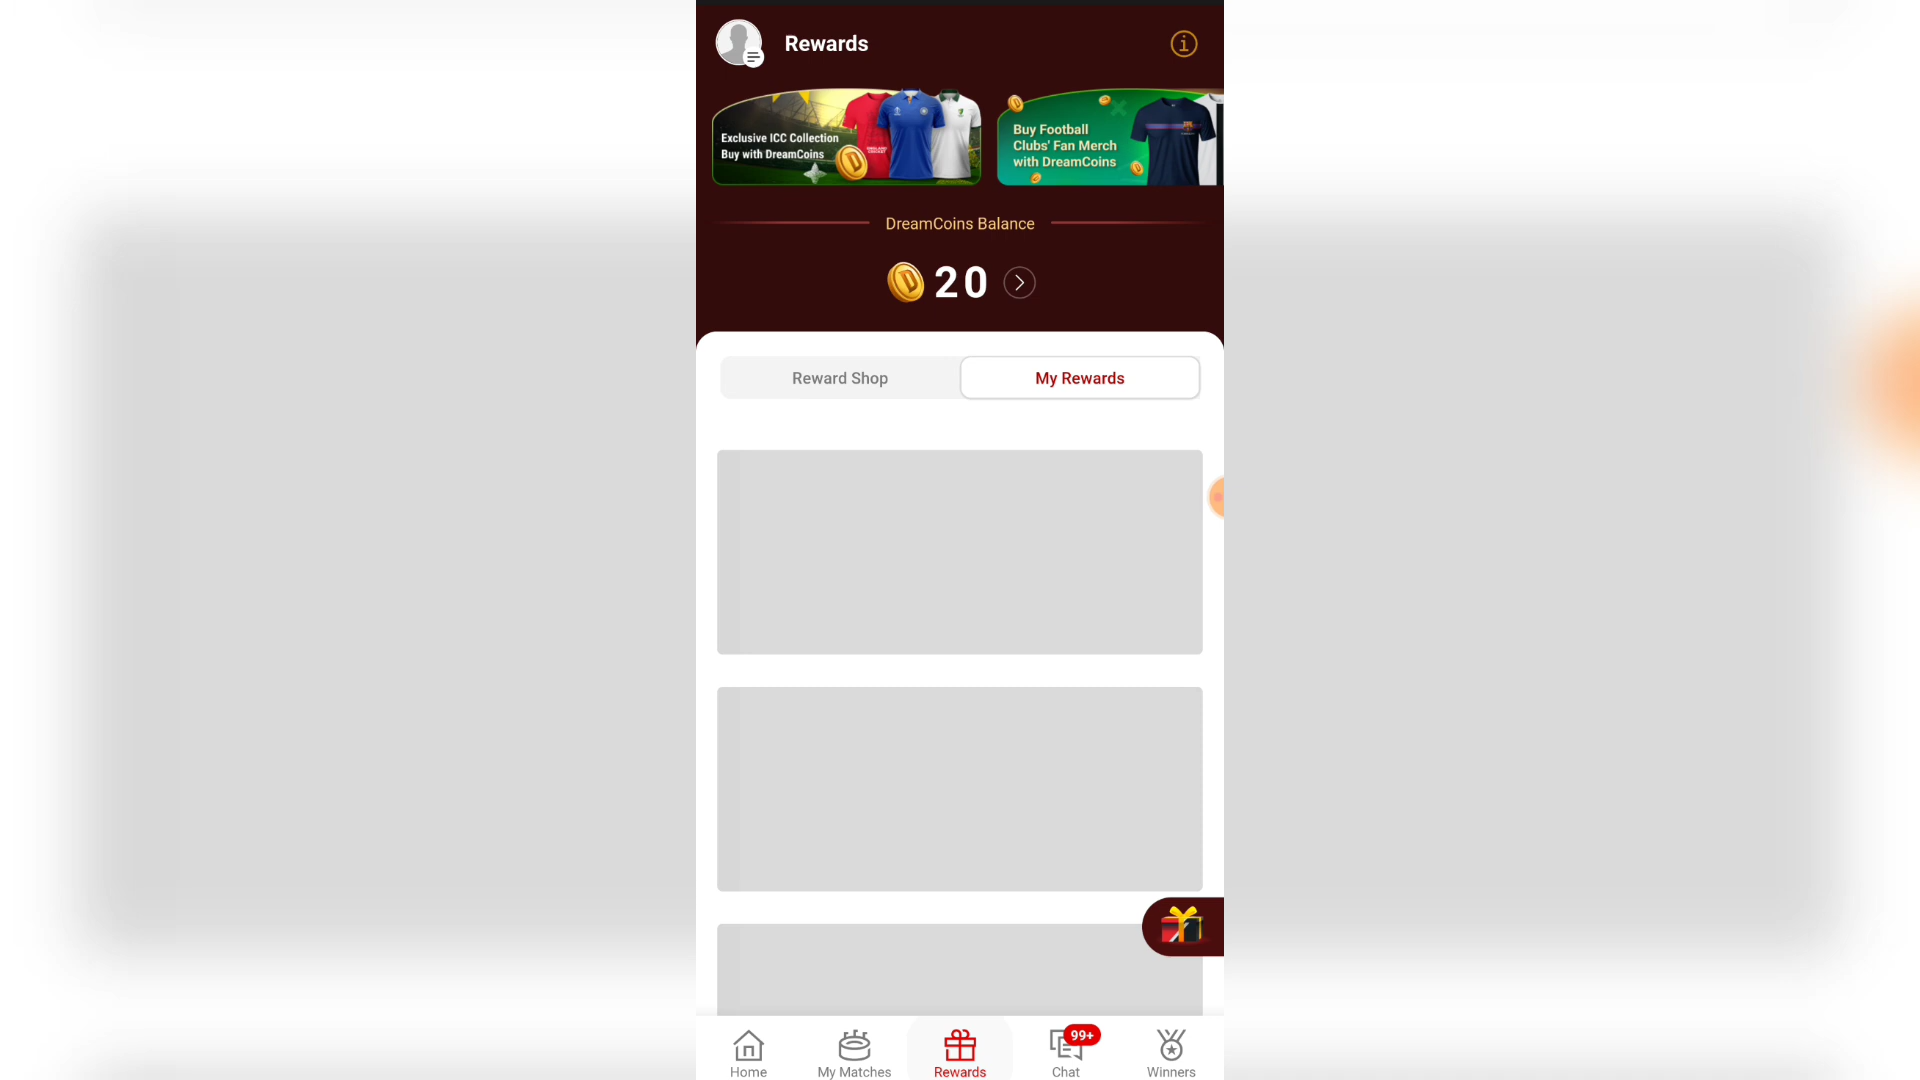 Rewards
Exclusive ICC Collection
Buy with DreamCoins
Buy Football
Clubs' Fan Merch
with DreamCoins
DreamCoins Balance
20
Reward Shop
My Rewards
99+
Home
My Matches
Rewards
Chat
Winners